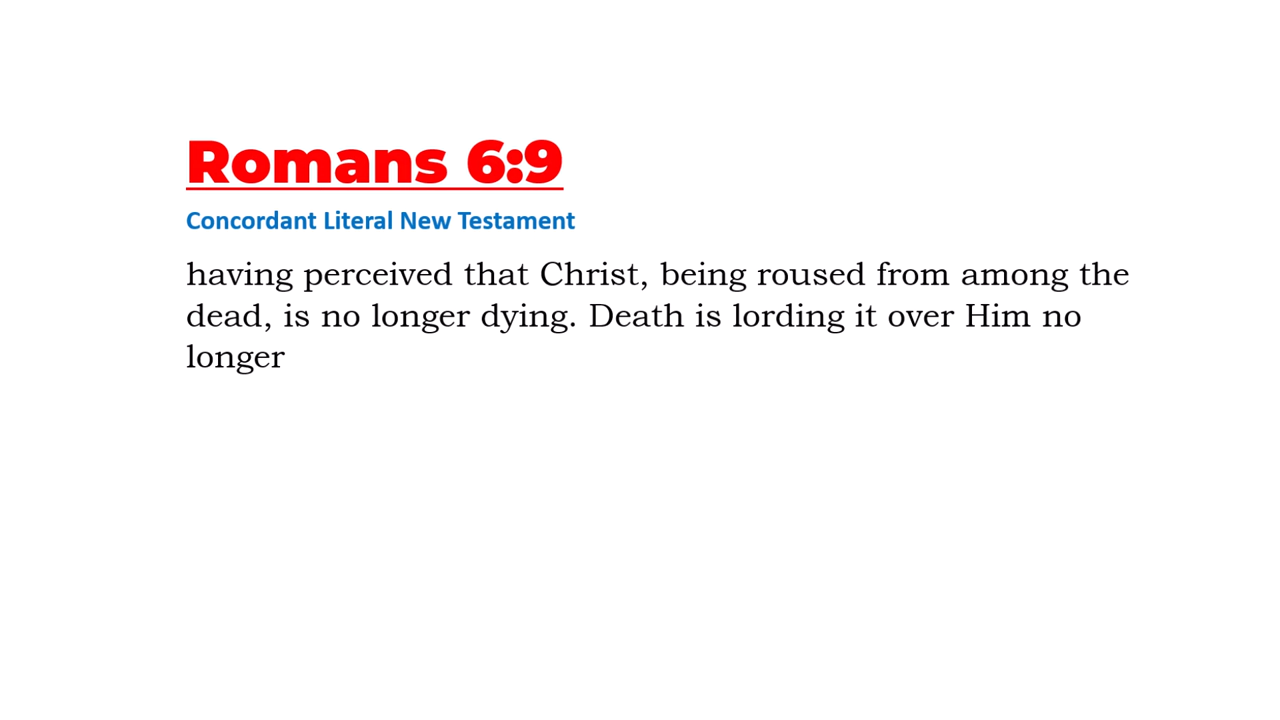 Romans 6:9
Concordant Literal New Testament
having perceived that Christ, being roused from among the
dead, is no longer dying. Death is lording it over Him no
longer